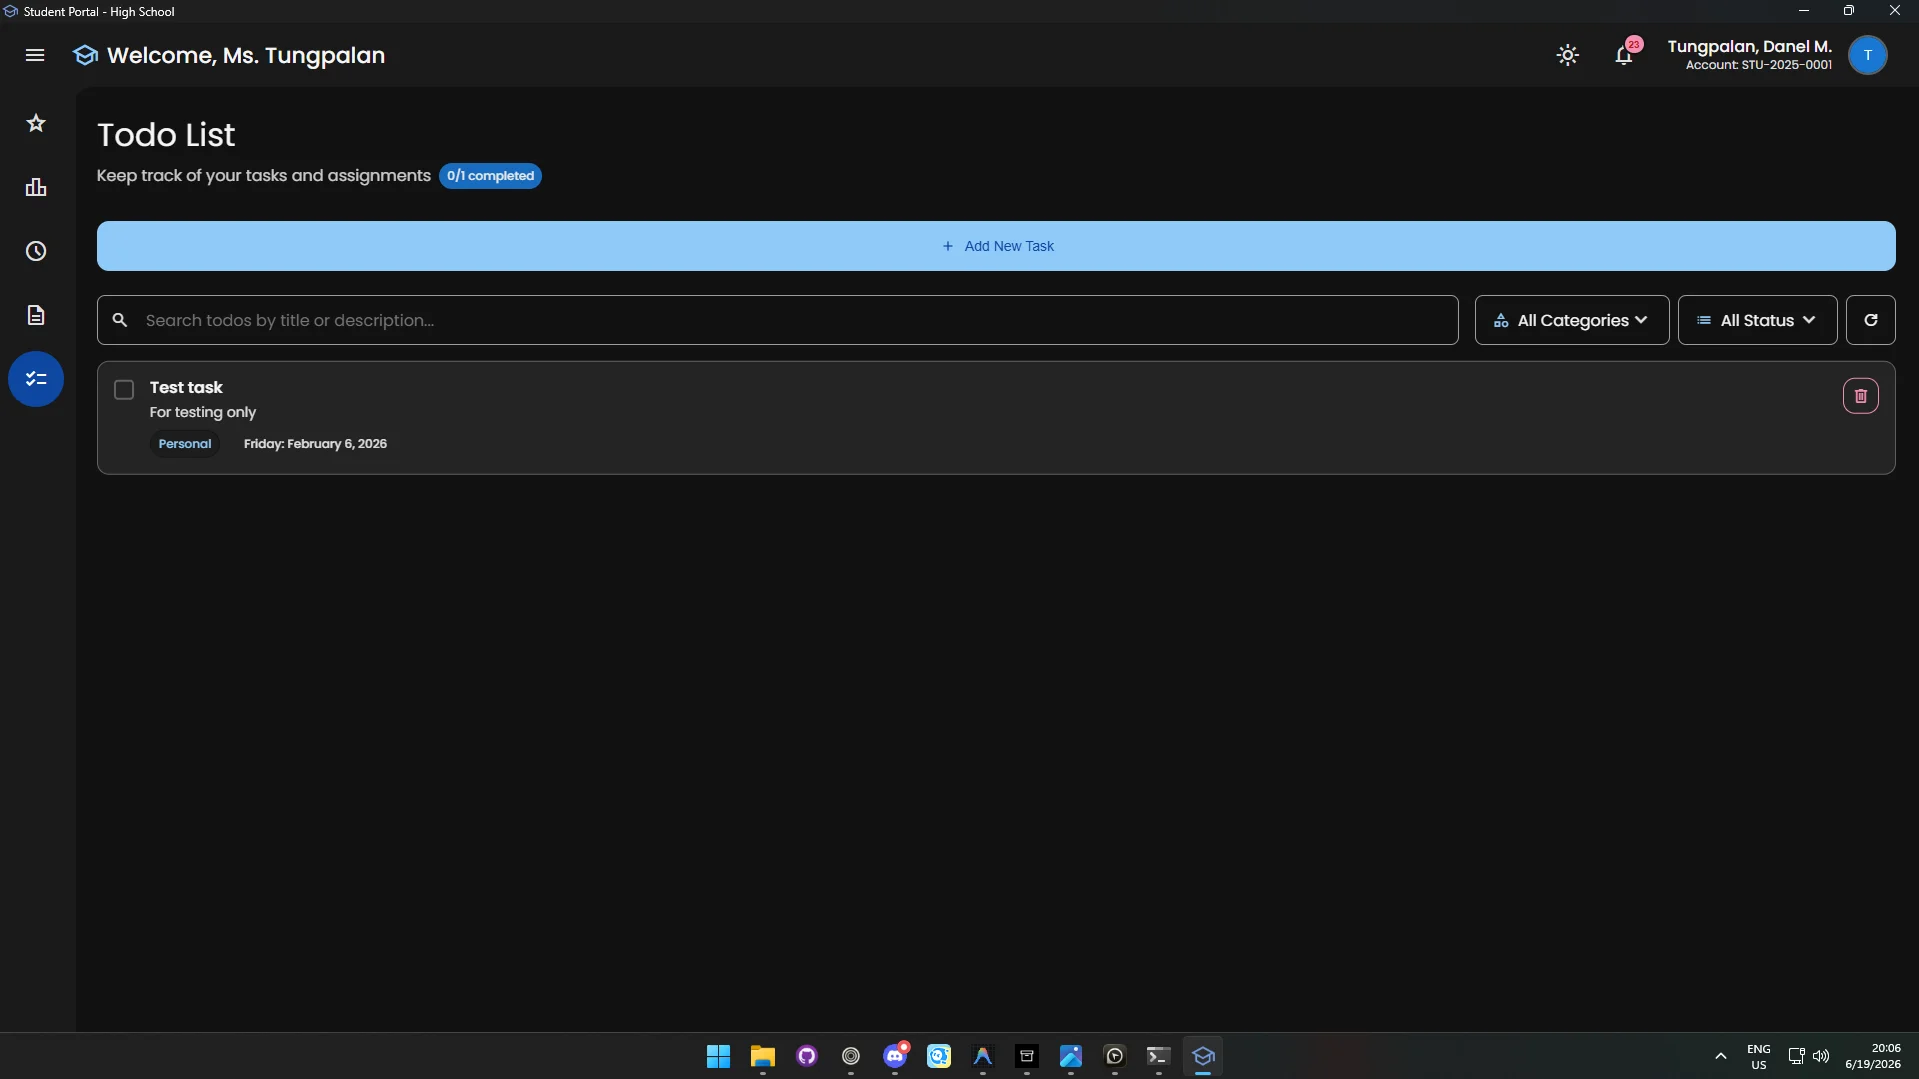 Student Portal - High School
Welcome, Ms. Tungpalan
23
Tungpalan, Danel M.
Account: STU-2025-0001
T
Todo List
Keep track of your tasks and assignments
0/1 completed
+ Add New Task
Search todos by title or description...
All Categories
All Status
Test task
For testing only
Personal
Friday: February 6, 2026
ENG
US
20:06
6/19/2026